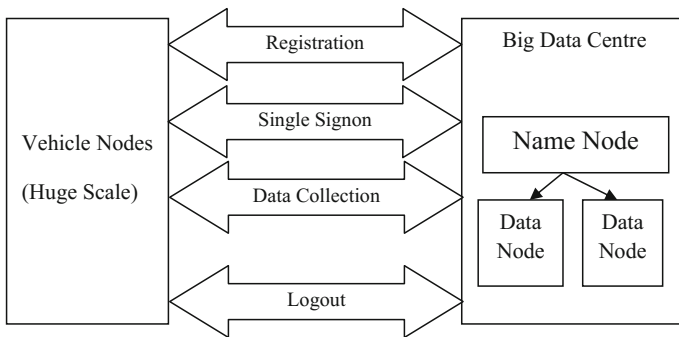 Vehicle Nodes
(Huge Scale)
Registration
Single Signon
Data Collection
Logout
Big Data Centre
Name Node
Data
Node
Data
Node